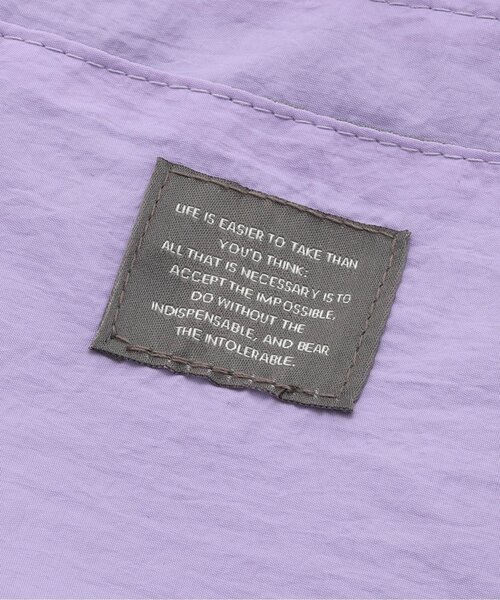 LIFE IS EASIER TO TAKE THAN
YOU'D THINK;
ALL THAT IS NECESSARY IS TO
ACCEPT THE IMPOSSIBLE,
DO WITHOUT THE
INDISPENSABLE, AND BEAR
THE INTOLERABLE.